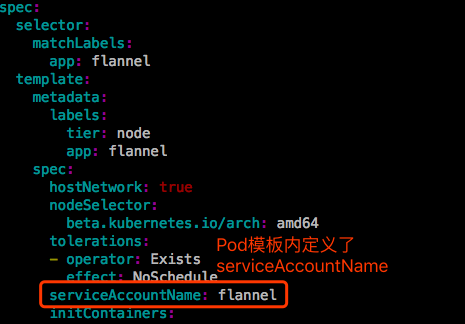 spec:
selector:
matchLabels:
app: flannel
template:
metadata:
labels:
tier: node
app: flannel
spec:
hostNetwork: true
nodeSelector:
beta.kubernetes.io/arch: amd64
tolerations:
- operator: Exists
effect: NoSchedule
Pod模板内定义了
serviceAccountName
serviceAccountName: flannel
initContainers: